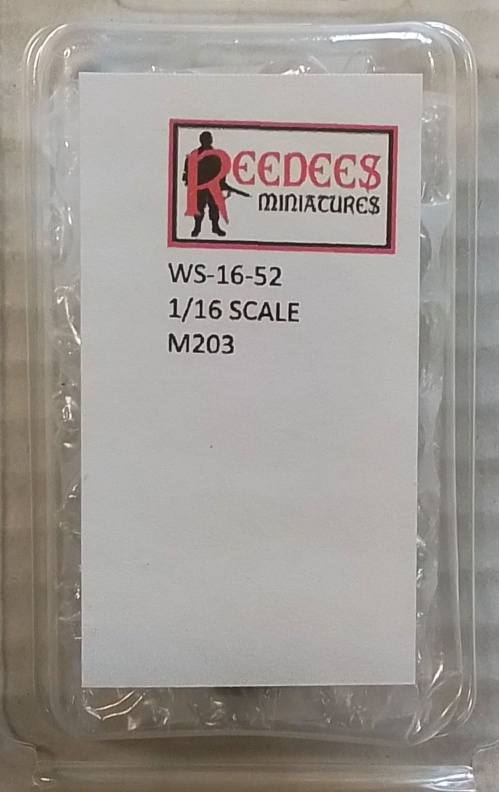 REEDEES
MINIATURES
WS-16-52
1/16 SCALE
M203